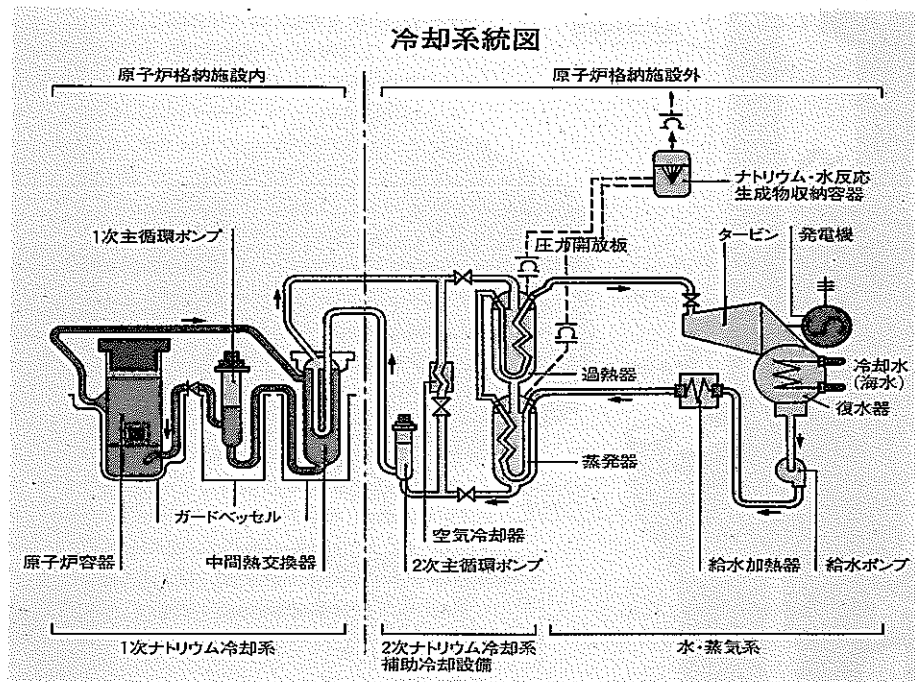 冷却系統図
原子炉格納施設内
原子炉格納施設外
ナトリウム・水反応
生成物収納容器
1次主循環ポンプ
圧力開放板
タービン
発電機
過熱器
冷却水
(海水)
復水器
蒸発器
ガードベッセル
空気冷却器
原子炉容器
中間熱交換器
2次主循環ポンプ
給水加熱器
給水ポンプ
1次ナトリウム冷却系
2次ナトリウム冷却系
補助冷却設備
水・蒸気系